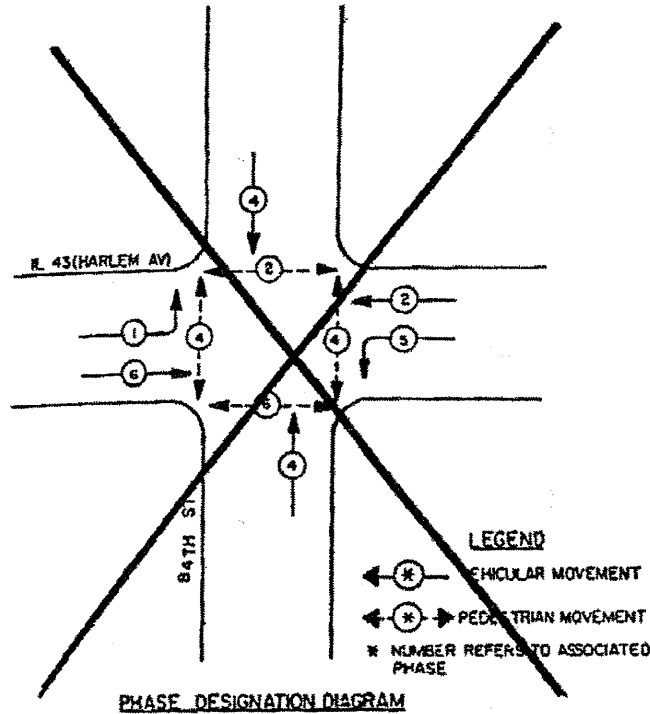 4
IL 43(HARLEM AV)
2
2
1
4
4
5
6
6
4
84TH ST
LEGEND
* VEHICULAR MOVEMENT
* PEDESTRIAN MOVEMENT
* NUMBER REFERS TO ASSOCIATED
PHASE
PHASE DESIGNATION DIAGRAM